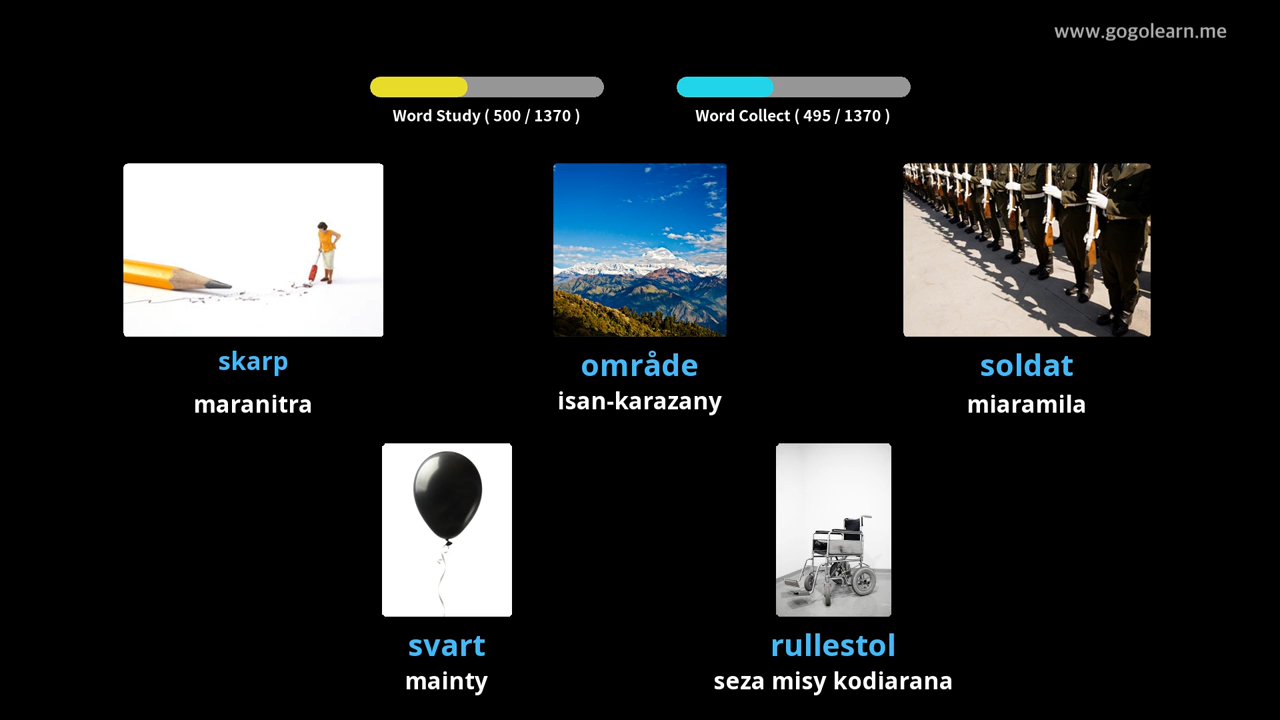 www.gogolearn.me
Word Study ( 500 / 1370 )
Word Collect ( 495 / 1370 )
skarp
maranitra
område
isan-karazany
soldat
miaramila
svart
mainty
rullestol
seza misy kodiarana